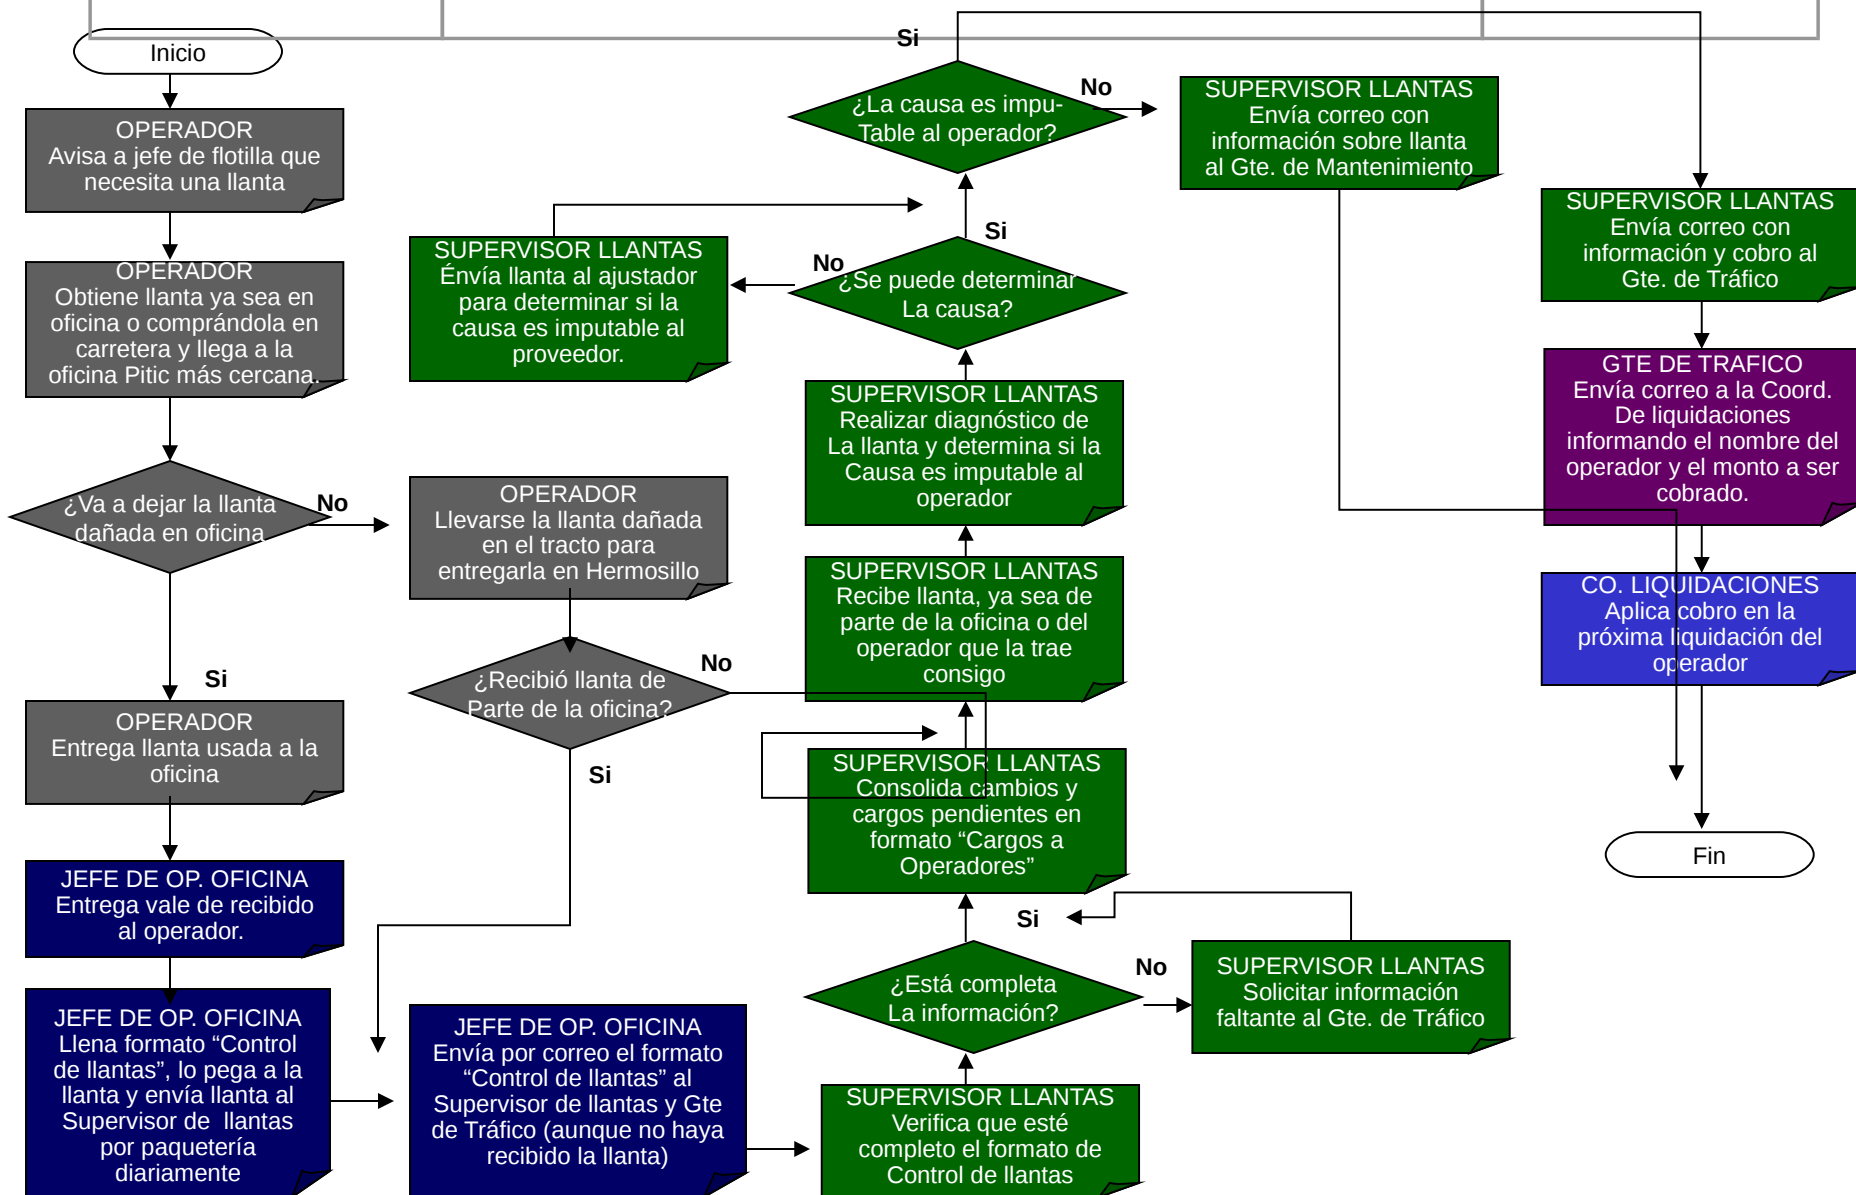 Inicio
OPERADOR
Avisa a jefe de flotilla que
necesita una llanta
OPERADOR
Obtiene llanta ya sea en
oficina o comprándola en
carretera y llega a la
oficina Pitic más cercana.
¿Va a dejar la llanta
dañada en oficina
No
Si
OPERADOR
Entrega llanta usada a la
oficina
JEFE DE OP. OFICINA
Entrega vale de recibido
al operador.
JEFE DE OP. OFICINA
Llena formato “Control
de llantas”, lo pega a la
llanta y envía llanta al
Supervisor de  llantas
por paquetería
diariamente
OPERADOR
Llevarse la llanta dañada
en el tracto para
entregarla en Hermosillo
¿Recibió llanta de
Parte de la oficina?
No
Si
JEFE DE OP. OFICINA
Envía por correo el formato
“Control de llantas” al
Supervisor de llantas y Gte
de Tráfico (aunque no haya
recibido la llanta)
SUPERVISOR LLANTAS
Verifica que esté
completo el formato de
Control de llantas
¿Está completa
La información?
No
Si
SUPERVISOR LLANTAS
Solicitar información
faltante al Gte. de Tráfico
SUPERVISOR LLANTAS
Consolida cambios y
cargos pendientes en
formato “Cargos a
Operadores”
SUPERVISOR LLANTAS
Recibe llanta, ya sea de
parte de la oficina o del
operador que la trae
consigo
SUPERVISOR LLANTAS
Realizar diagnóstico de
La llanta y determina si la
Causa es imputable al
operador
¿Se puede determinar
La causa?
No
Si
SUPERVISOR LLANTAS
Énvía llanta al ajustador
para determinar si la
causa es imputable al
proveedor.
¿La causa es impu-
Table al operador?
No
Si
SUPERVISOR LLANTAS
Envía correo con
información sobre llanta
al Gte. de Mantenimiento
SUPERVISOR LLANTAS
Envía correo con
información y cobro al
Gte. de Tráfico
GTE DE TRAFICO
Envía correo a la Coord.
De liquidaciones
informando el nombre del
operador y el monto a ser
cobrado.
CO. LIQUIDACIONES
Aplica cobro en la
próxima liquidación del
operador
Fin